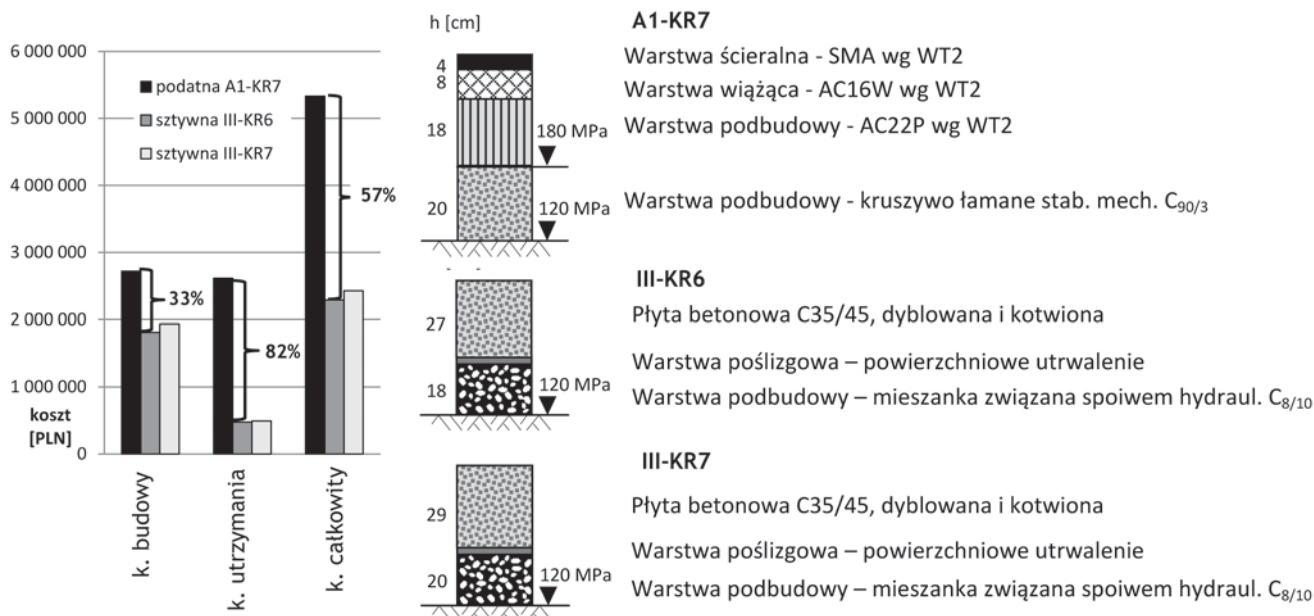 6 000 000
5 000 000
4 000 000
3 000 000
2 000 000
1 000 000
0
koszt
[PLN]
podatna A1-KR7
sztywna III-KR6
sztywna III-KR7
33%
82%
57%
k. budowy
k. utrzymania
k. całkowity
h [cm]
A1-KR7
4
Warstwa ścieralna - SMA wg WT2
8
Warstwa wiążąca - AC16W wg WT2
18
180 MPa
Warstwa podbudowy - AC22P wg WT2
20
120 MPa
Warstwa podbudowy - kruszywo łamane stab. mech. C90/3
III-KR6
27
Płyta betonowa C35/45, dyblowana i kotwiona
Warstwa poślizgowa – powierzchniowe utrwalenie
18
120 MPa
Warstwa podbudowy – mieszanka związana spoiwem hydraul. C8/10
III-KR7
29
Płyta betonowa C35/45, dyblowana i kotwiona
Warstwa poślizgowa – powierzchniowe utrwalenie
20
120 MPa
Warstwa podbudowy – mieszanka związana spoiwem hydraul. C8/10